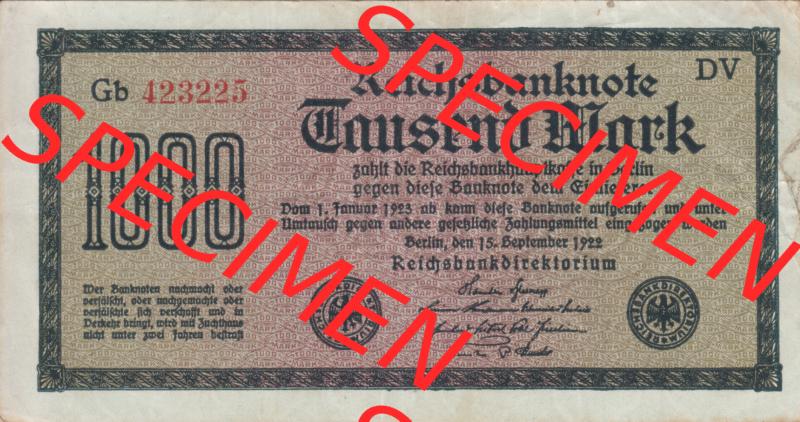 Gb 423225
DV
Reichsbanknote
Tausend Mark
1000
zahlt die Reichsbankhauptkasse in Berlin
gegen diese Banknote dem Einlieferer
Vom 1. Januar 1923 ab kann diese Banknote aufgerufen und unter
Umtausch gegen andere gesetzliche Zahlungsmittel eingezogen werden
Berlin, den 15. September 1922
Reichsbankdirektorium
Wer Banknoten nachmacht oder
verfälscht, oder nachgemachte oder
verfälschte sich verschafft und in
Verkehr bringt, wird mit Zuchthaus
nicht unter zwei Jahren bestraft
REICHSBANKDIREKTORIUM
SPECIMEN
SPECIMEN